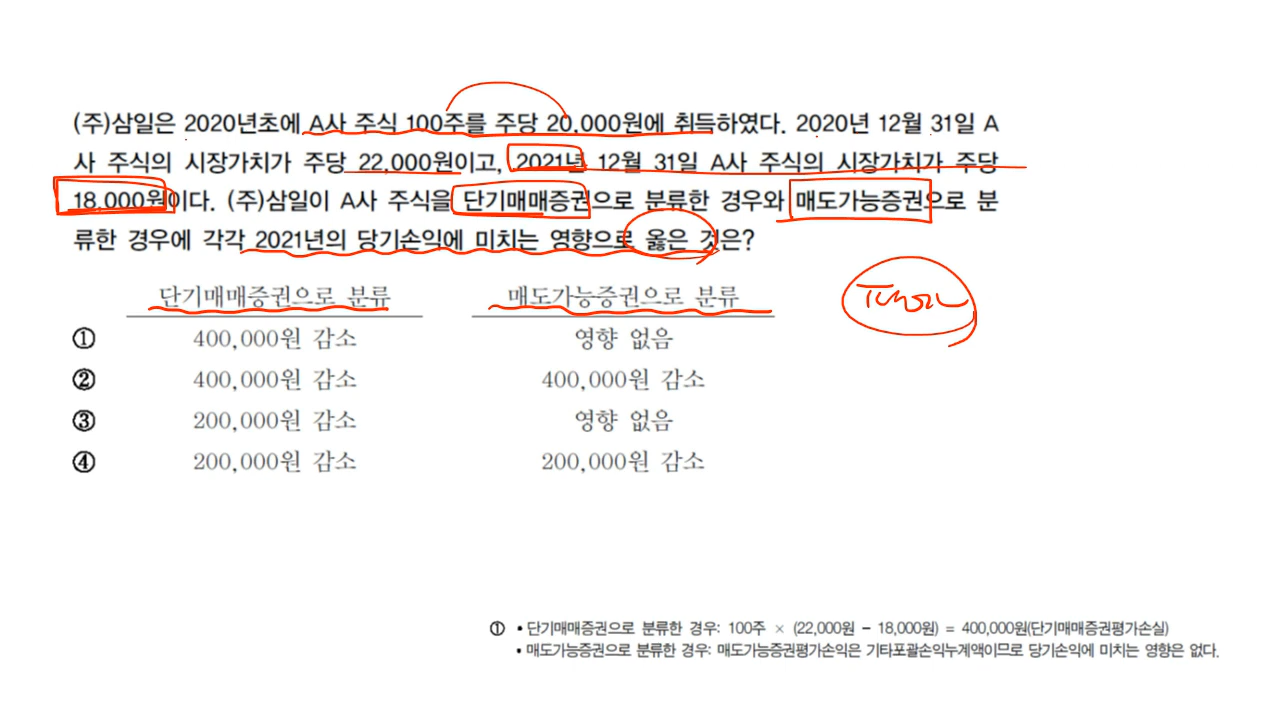 (주)삼일은 2020년초에 A사 주식 100주를 주당 20,000원에 취득하였다. 2020년 12월 31일 A
사 주식의 시장가치가 주당 22,000원이고, 2021년 12월 31일 A사 주식의 시장가치가 주당
18,000원이다. (주)삼일이 A사 주식을 단기매매증권으로 분류한 경우와 매도가능증권으로 분
류한 경우에 각각 2021년의 당기손익에 미치는 영향으로 옳은 것은?
단기매매증권으로 분류 매도가능증권으로 분류
① 400,000원 감소 영향 없음
② 400,000원 감소 400,000원 감소
③ 200,000원 감소 영향 없음
④ 200,000원 감소 200,000원 감소
① • 단기매매증권으로 분류한 경우: 100주 × (22,000원 - 18,000원) = 400,000원(단기매매증권평가손실)
• 매도가능증권으로 분류한 경우: 매도가능증권평가손익은 기타포괄손익누계액이므로 당기손익에 미치는 영향은 없다.